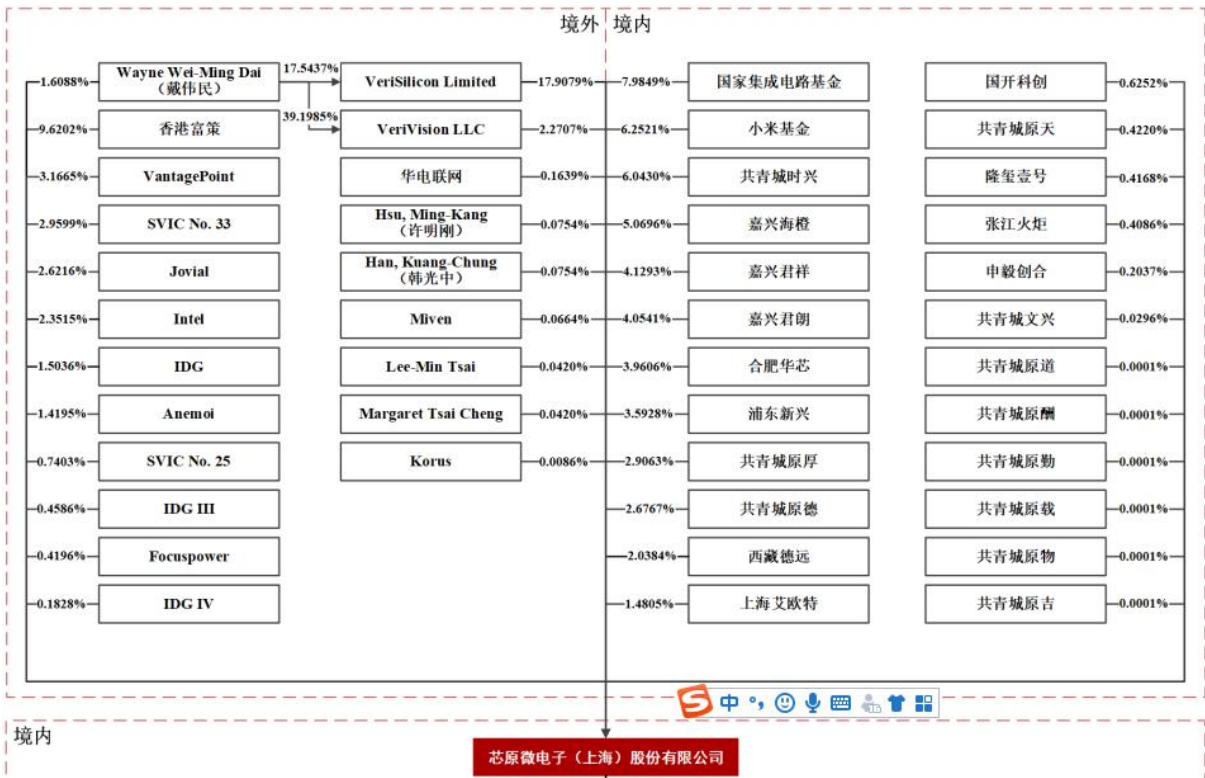 境外 境内
1.6088% Wayne Wei-Ming Dai 17.5437% VeriSilicon Limited 17.9079% 7.9849% 国家集成电路基金 国开科创 0.6252%
(戴伟民)
9.6202% 香港富策 39.1985% VeriVision LLC 2.2707% 6.2521% 小米基金 共青城原天 0.4220%
3.1665% VantagePoint 华电联网 0.1639% 6.0430% 共青城时兴 隆玺壹号 0.4168%
2.9599% SVIC No. 33 Hsu, Ming-Kang 0.0754% 5.0696% 嘉兴海橙 张江火炬 0.4086%
(许明刚)
2.6216% Jovial Han, Kuang-Chung 0.0754% 4.1293% 嘉兴君祥 申毅创合 0.2037%
(韩光中)
2.3515% Intel Miven 0.0664% 4.0541% 嘉兴君朗 共青城文兴 0.0296%
1.5036% IDG Lee-Min Tsai 0.0420% 3.9606% 合肥华芯 共青城原道 0.0001%
1.4195% Anemoi Margaret Tsai Cheng 0.0420% 3.5928% 浦东新兴 共青城原酬 0.0001%
0.7403% SVIC No. 25 Korus 0.0086% 2.9063% 共青城原厚 共青城原勤 0.0001%
0.4586% IDG III 2.6767% 共青城原德 共青城原载 0.0001%
0.4196% Focuspower 2.0384% 西藏德远 共青城原物 0.0001%
0.1828% IDG IV 1.4805% 上海艾欧特 共青城原吉 0.0001%
S 中
境内
芯原微电子（上海）股份有限公司